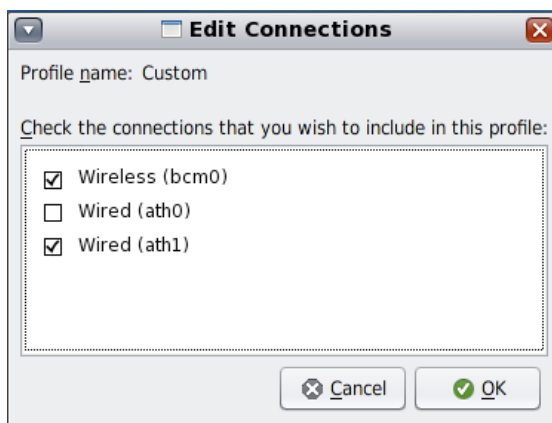 Edit Connections
Profile name: Custom
Check the connections that you wish to include in this profile:
Wireless (bcm0)
Wired (ath0)
Wired (ath1)
Cancel
OK